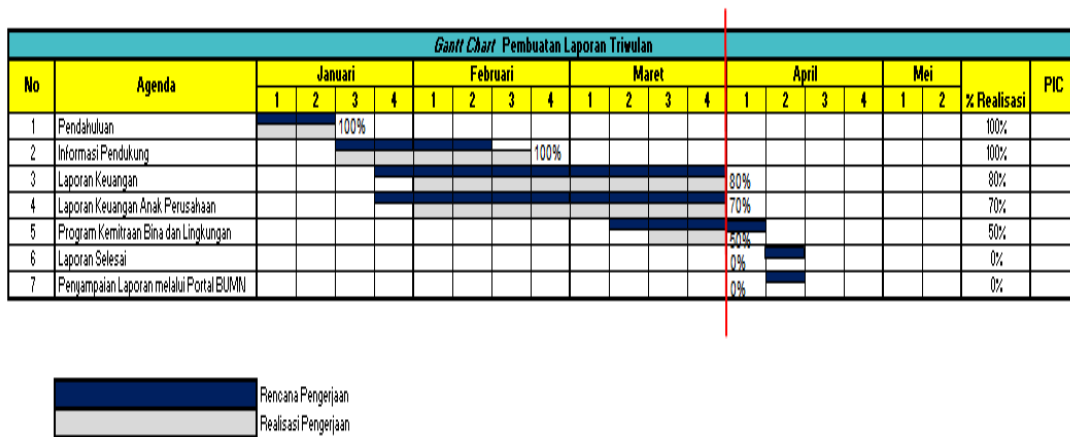 Gantt Chart Pembuatan Laporan Triwulan
No Agenda Januari Februari Maret April Mei % Realisasi PIC
1 2 3 4 1 2 3 4 1 2 3 4 1 2 3 4 1 2
1 Pendahuluan 100% 100%
2 Informasi Pendukung 100% 100%
3 Laporan Keuangan 80% 80%
4 Laporan Keuangan Anak Perusahaan 70% 70%
5 Program Kemitraan Bina dan Lingkungan 50% 50%
6 Laporan Selesai 0% 0%
7 Penyampaian Laporan melalui Portal BUMN 0% 0%
Rencana Pengerjaan
Realisasi Pengerjaan